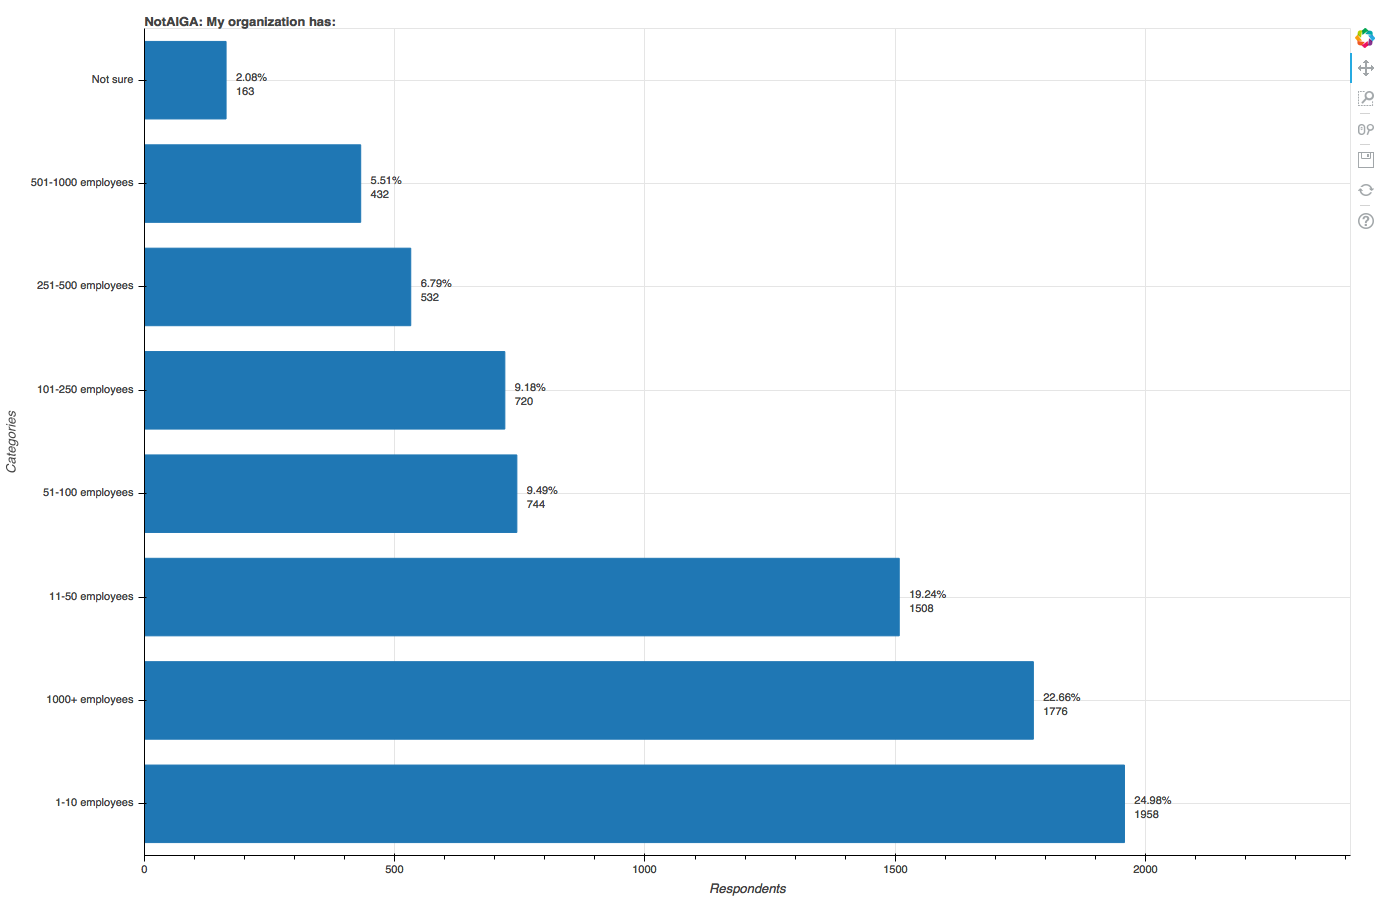 NotAIGA: My organization has:
Not sure
2.08%
163
501-1000 employees
5.51%
432
251-500 employees
6.79%
532
101-250 employees
9.18%
720
51-100 employees
9.49%
744
11-50 employees
19.24%
1508
1000+ employees
22.66%
1776
1-10 employees
24.98%
1958
Categories
0
500
1000
1500
2000
Respondents